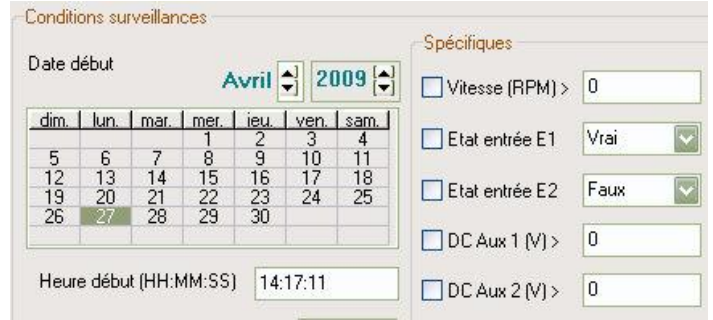 Conditions surveillances
Date début
Avril 2009
dim. lun. mar. mer. jeu. ven. sam.
1 2 3 4
5 6 7 8 9 10 11
12 13 14 15 16 17 18
19 20 21 22 23 24 25
26 27 28 29 30
Heure début (HH:MM:SS) 14:17:11
Spécifiques
Vitesse (RPM) > 0
Etat entrée E1 Vrai
Etat entrée E2 Faux
DC Aux 1 (V) > 0
DC Aux 2 (V) > 0